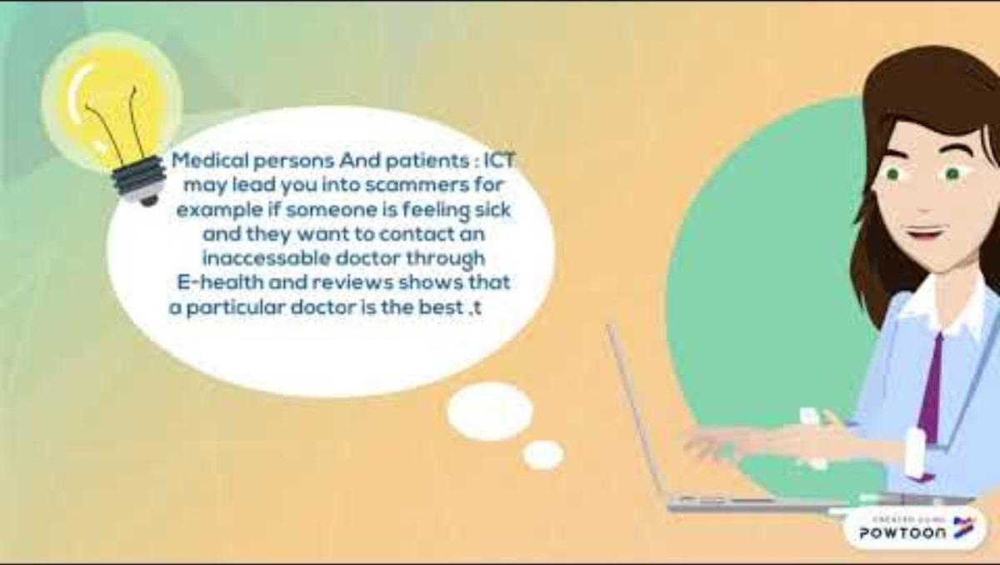 Medical persons And patients : ICT
may lead you into scammers for
example if someone is feeling sick
and they want to contact an
inaccessable doctor through
E-health and reviews shows that
a particular doctor is the best .t
CREATED USING
POWTOON